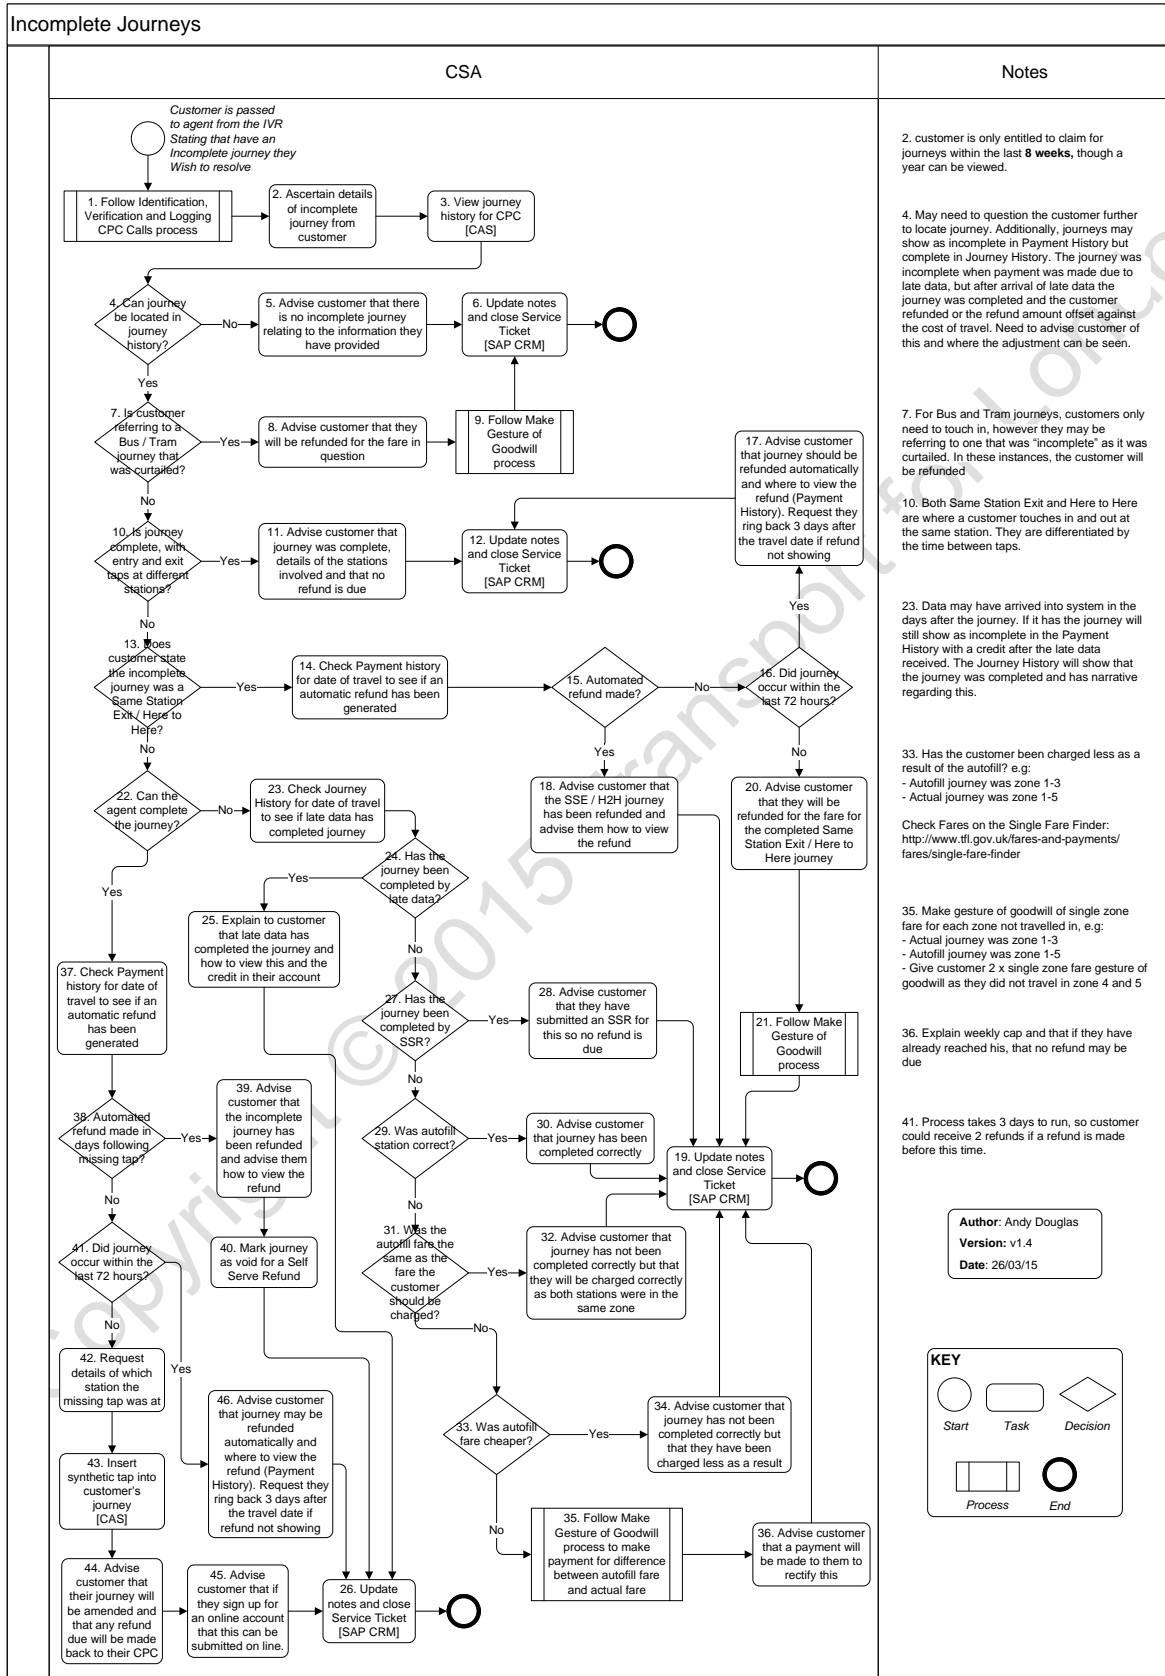 Incomplete Journeys
CSA
Notes
Customer is passed
to agent from the IVR
Stating that have an
Incomplete journey they
Wish to resolve
1. Follow Identification,
Verification and Logging
CPC Calls process
2. Ascertain details
of incomplete
journey from
customer
3. View journey
history for CPC
[CAS]
4. Can journey
be located in
journey
history?
No
5. Advise customer that there
is no incomplete journey
relating to the information they
have provided
6. Update notes
and close Service
Ticket
[SAP CRM]
Yes
7. Is customer
referring to a
Bus / Tram
journey that
was curtailed?
Yes
8. Advise customer that they
will be refunded for the fare in
question
9. Follow Make
Gesture of
Goodwill
process
No
10. Is journey
complete, with
entry and exit
taps at different
stations?
Yes
11. Advise customer that
journey was complete,
details of the stations
involved and that no
refund is due
12. Update notes
and close Service
Ticket
[SAP CRM]
17. Advise customer
that journey should be
refunded automatically
and where to view the
refund (Payment
History). Request they
ring back 3 days after
the travel date if refund
not showing
No
Yes
13. Does
customer state
the incomplete
journey was a
Same Station
Exit / Here to
Here?
Yes
14. Check Payment history
for date of travel to see if an
automatic refund has been
generated
15. Automated
refund made?
No
16. Did journey
occur within the
last 72 hours?
No
Yes
No
22. Can the
agent complete
the journey?
No
23. Check Journey
History for date of travel
to see if late data has
completed journey
18. Advise customer that
the SSE / H2H journey
has been refunded and
advise them how to view
the refund
20. Advise customer
that they will be
refunded for the fare for
the completed Same
Station Exit / Here to
Here journey
24. Has the
journey been
completed by
late data?
Yes
Yes
25. Explain to customer
that late data has
completed the journey and
how to view this and the
credit in their account
No
37. Check Payment
history for date of
travel to see if an
automatic refund
has been
generated
27. Has the
journey been
completed by
SSR?
Yes
28. Advise customer
that they have
submitted an SSR for
this so no refund is
due
21. Follow Make
Gesture of
Goodwill
process
No
38. Automated
refund made in
days following
missing tap?
Yes
39. Advise
customer that
the incomplete
journey has
been refunded
and advise them
how to view the
refund
29. Was autofill
station correct?
Yes
30. Advise customer
that journey has been
completed correctly
19. Update notes
and close Service
Ticket
[SAP CRM]
No
No
41. Did journey
occur within the
last 72 hours?
40. Mark journey
as void for a Self
Serve Refund
31. Was the
autofill fare the
same as the
fare the
customer
should be
charged?
Yes
32. Advise customer that
journey has not been
completed correctly but that
they will be charged correctly
as both stations were in the
same zone
No
No
42. Request
details of which
station the
missing tap was at
Yes
46. Advise customer
that journey may be
refunded
automatically and
where to view the
refund (Payment
History). Request they
ring back 3 days after
the travel date if
refund not showing
33. Was autofill
fare cheaper?
Yes
34. Advise customer that
journey has not been
completed correctly but
that they have been
charged less as a result
43. Insert
synthetic tap into
customer's
journey
[CAS]
No
35. Follow Make
Gesture of Goodwill
process to make
payment for difference
between autofill fare
and actual fare
36. Advise customer
that a payment will
be made to them to
rectify this
44. Advise
customer that
their journey will
be amended and
that any refund
due will be made
back to their CPC
45. Advise
customer that if
they sign up for
an online account
that this can be
submitted on line.
26. Update
notes and close
Service Ticket
[SAP CRM]
2. customer is only entitled to claim for
journeys within the last 8 weeks, though a
year can be viewed.
4. May need to question the customer further
to locate journey. Additionally, journeys may
show as incomplete in Payment History but
complete in Journey History. The journey was
incomplete when payment was made due to
late data, but after arrival of late data the
journey was completed and the customer
refunded or the refund amount offset against
the cost of travel. Need to advise customer of
this and where the adjustment can be seen.
7. For Bus and Tram journeys, customers only
need to touch in, however they may be
referring to one that was “incomplete” as it was
curtailed. In these instances, the customer will
be refunded
10. Both Same Station Exit and Here to Here
are where a customer touches in and out at
the same station. They are differentiated by
the time between taps.
23. Data may have arrived into system in the
days after the journey. If it has the journey will
still show as incomplete in the Payment
History with a credit after the late data
received. The Journey History will show that
the journey was completed and has narrative
regarding this.
33. Has the customer been charged less as a
result of the autofill? e.g:
- Autofill journey was zone 1-3
- Actual journey was zone 1-5
Check Fares on the Single Fare Finder:
http://www.tfl.gov.uk/fares-and-payments/
fares/single-fare-finder
35. Make gesture of goodwill of single zone
fare for each zone not travelled in, e.g:
- Actual journey was zone 1-3
- Autofill journey was zone 1-5
- Give customer 2 x single zone fare gesture of
goodwill as they did not travel in zone 4 and 5
36. Explain weekly cap and that if they have
already reached his, that no refund may be
due
41. Process takes 3 days to run, so customer
could receive 2 refunds if a refund is made
before this time.
Author: Andy Douglas
Version: v1.4
Date: 26/03/15
KEY
Start
Task
Decision
Process
End
Copyright © 2015 Transport for London